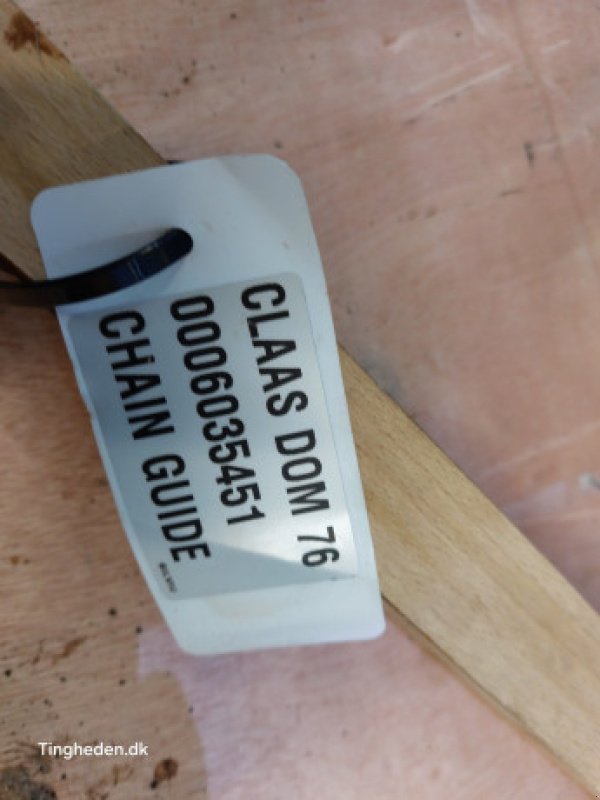 CLAAS DOM 76
0006035451
CHAIN GUIDE
Tingheden.dk